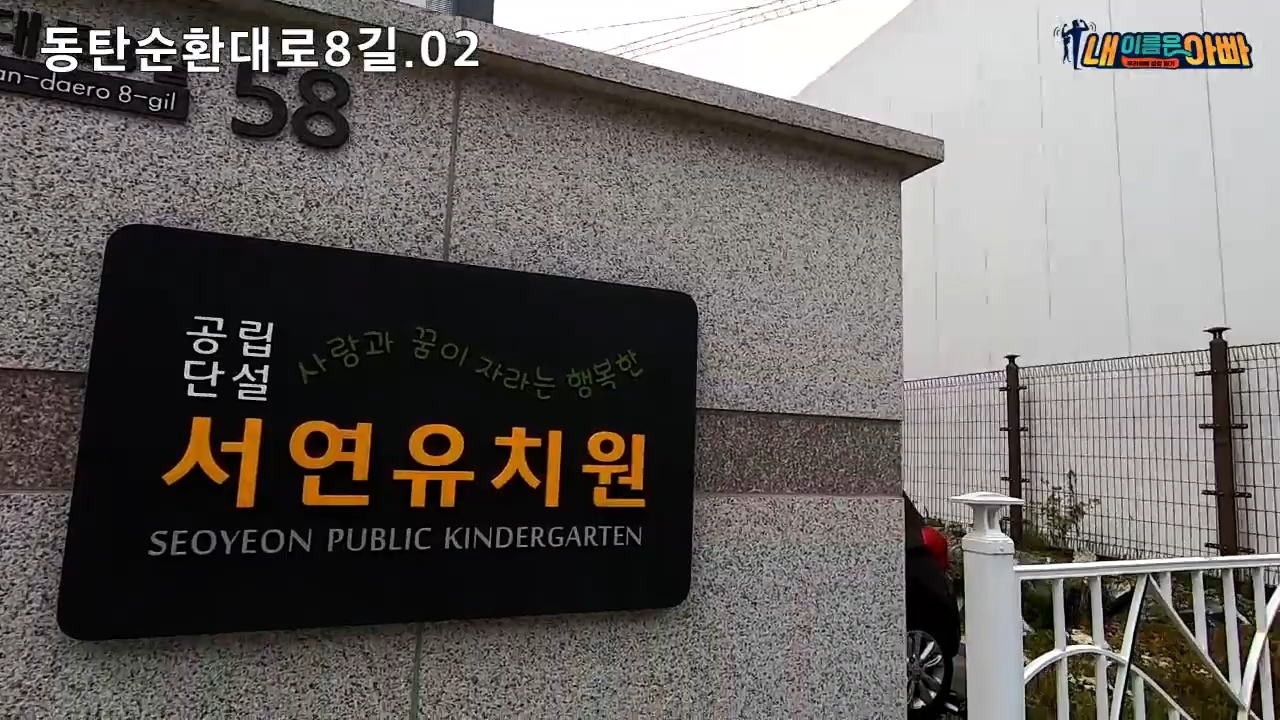 동탄순환대로8길.02
an-daero 8-gil
58
내 이름은 아빠
공립
단설
사랑과 꿈이 자라는 행복한
서연유치원
SEOYEON PUBLIC KINDERGARTEN